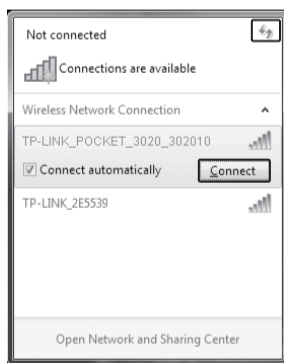 Not connected
Connections are available
Wireless Network Connection
TP-LINK_POCKET_3020_302010
Connect automatically
Connect
TP-LINK_2E5539
Open Network and Sharing Center